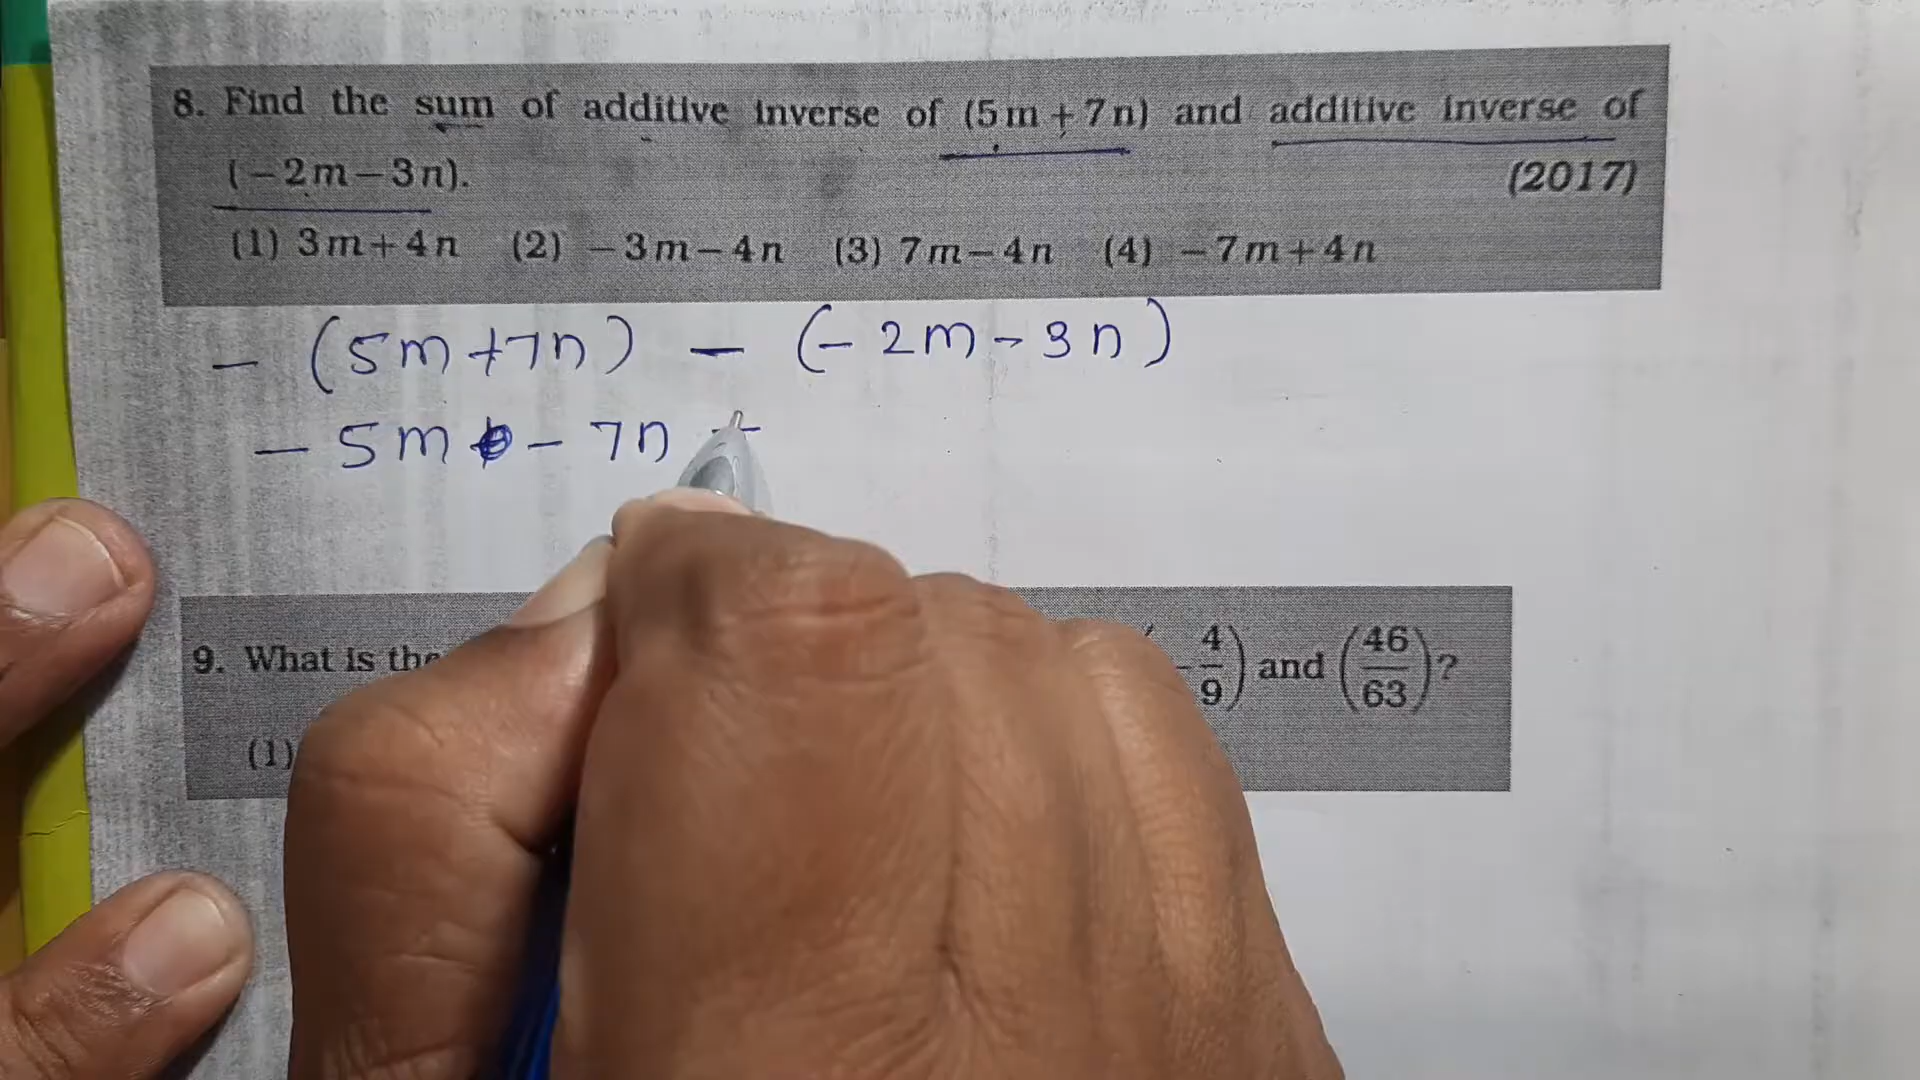 8. Find the sum of additive inverse of (5m + 7n) and additive inverse of
(−2m−3n). (2017)
(1) 3m+4n (2) −3m−4n (3) 7m−4n (4) −7m+4n
− (5m+7n) − (−2m−3n)
− 5m − 7n +
9. What is the −4/9) and (46/63)?
(1)